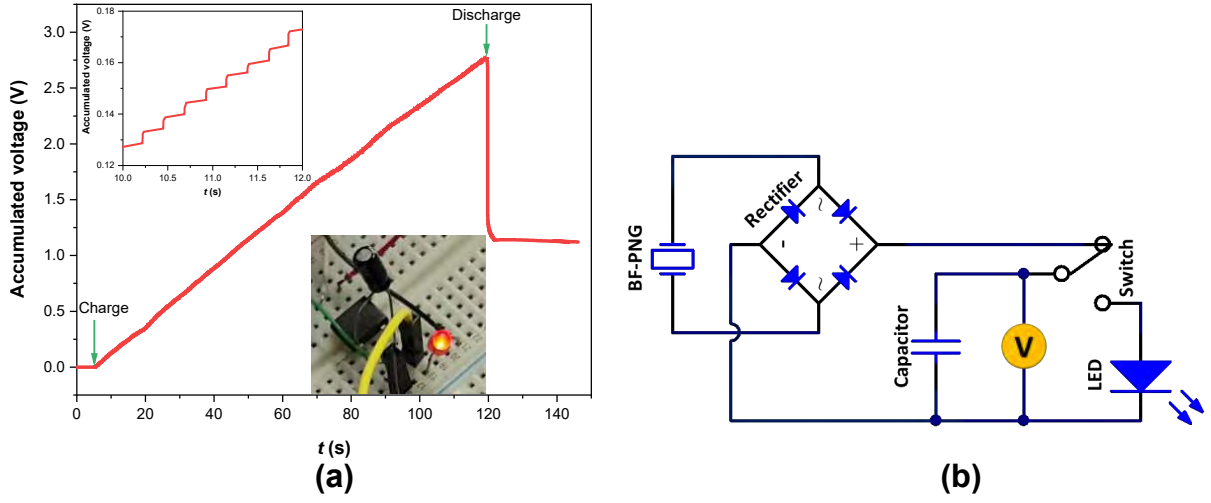 Accumulated voltage (V)
3.0
2.5
2.0
1.5
1.0
0.5
0.0
0 20 40 60 80 100 120 140
t (s)
Charge
Discharge
Accumulated voltage (V)
0.18
0.16
0.14
0.12
10.0 10.5 11.0 11.5 12.0
t (s)
(a)
BF-PNG
Rectifier
~
- +
~
Switch
Capacitor
V
LED
(b)